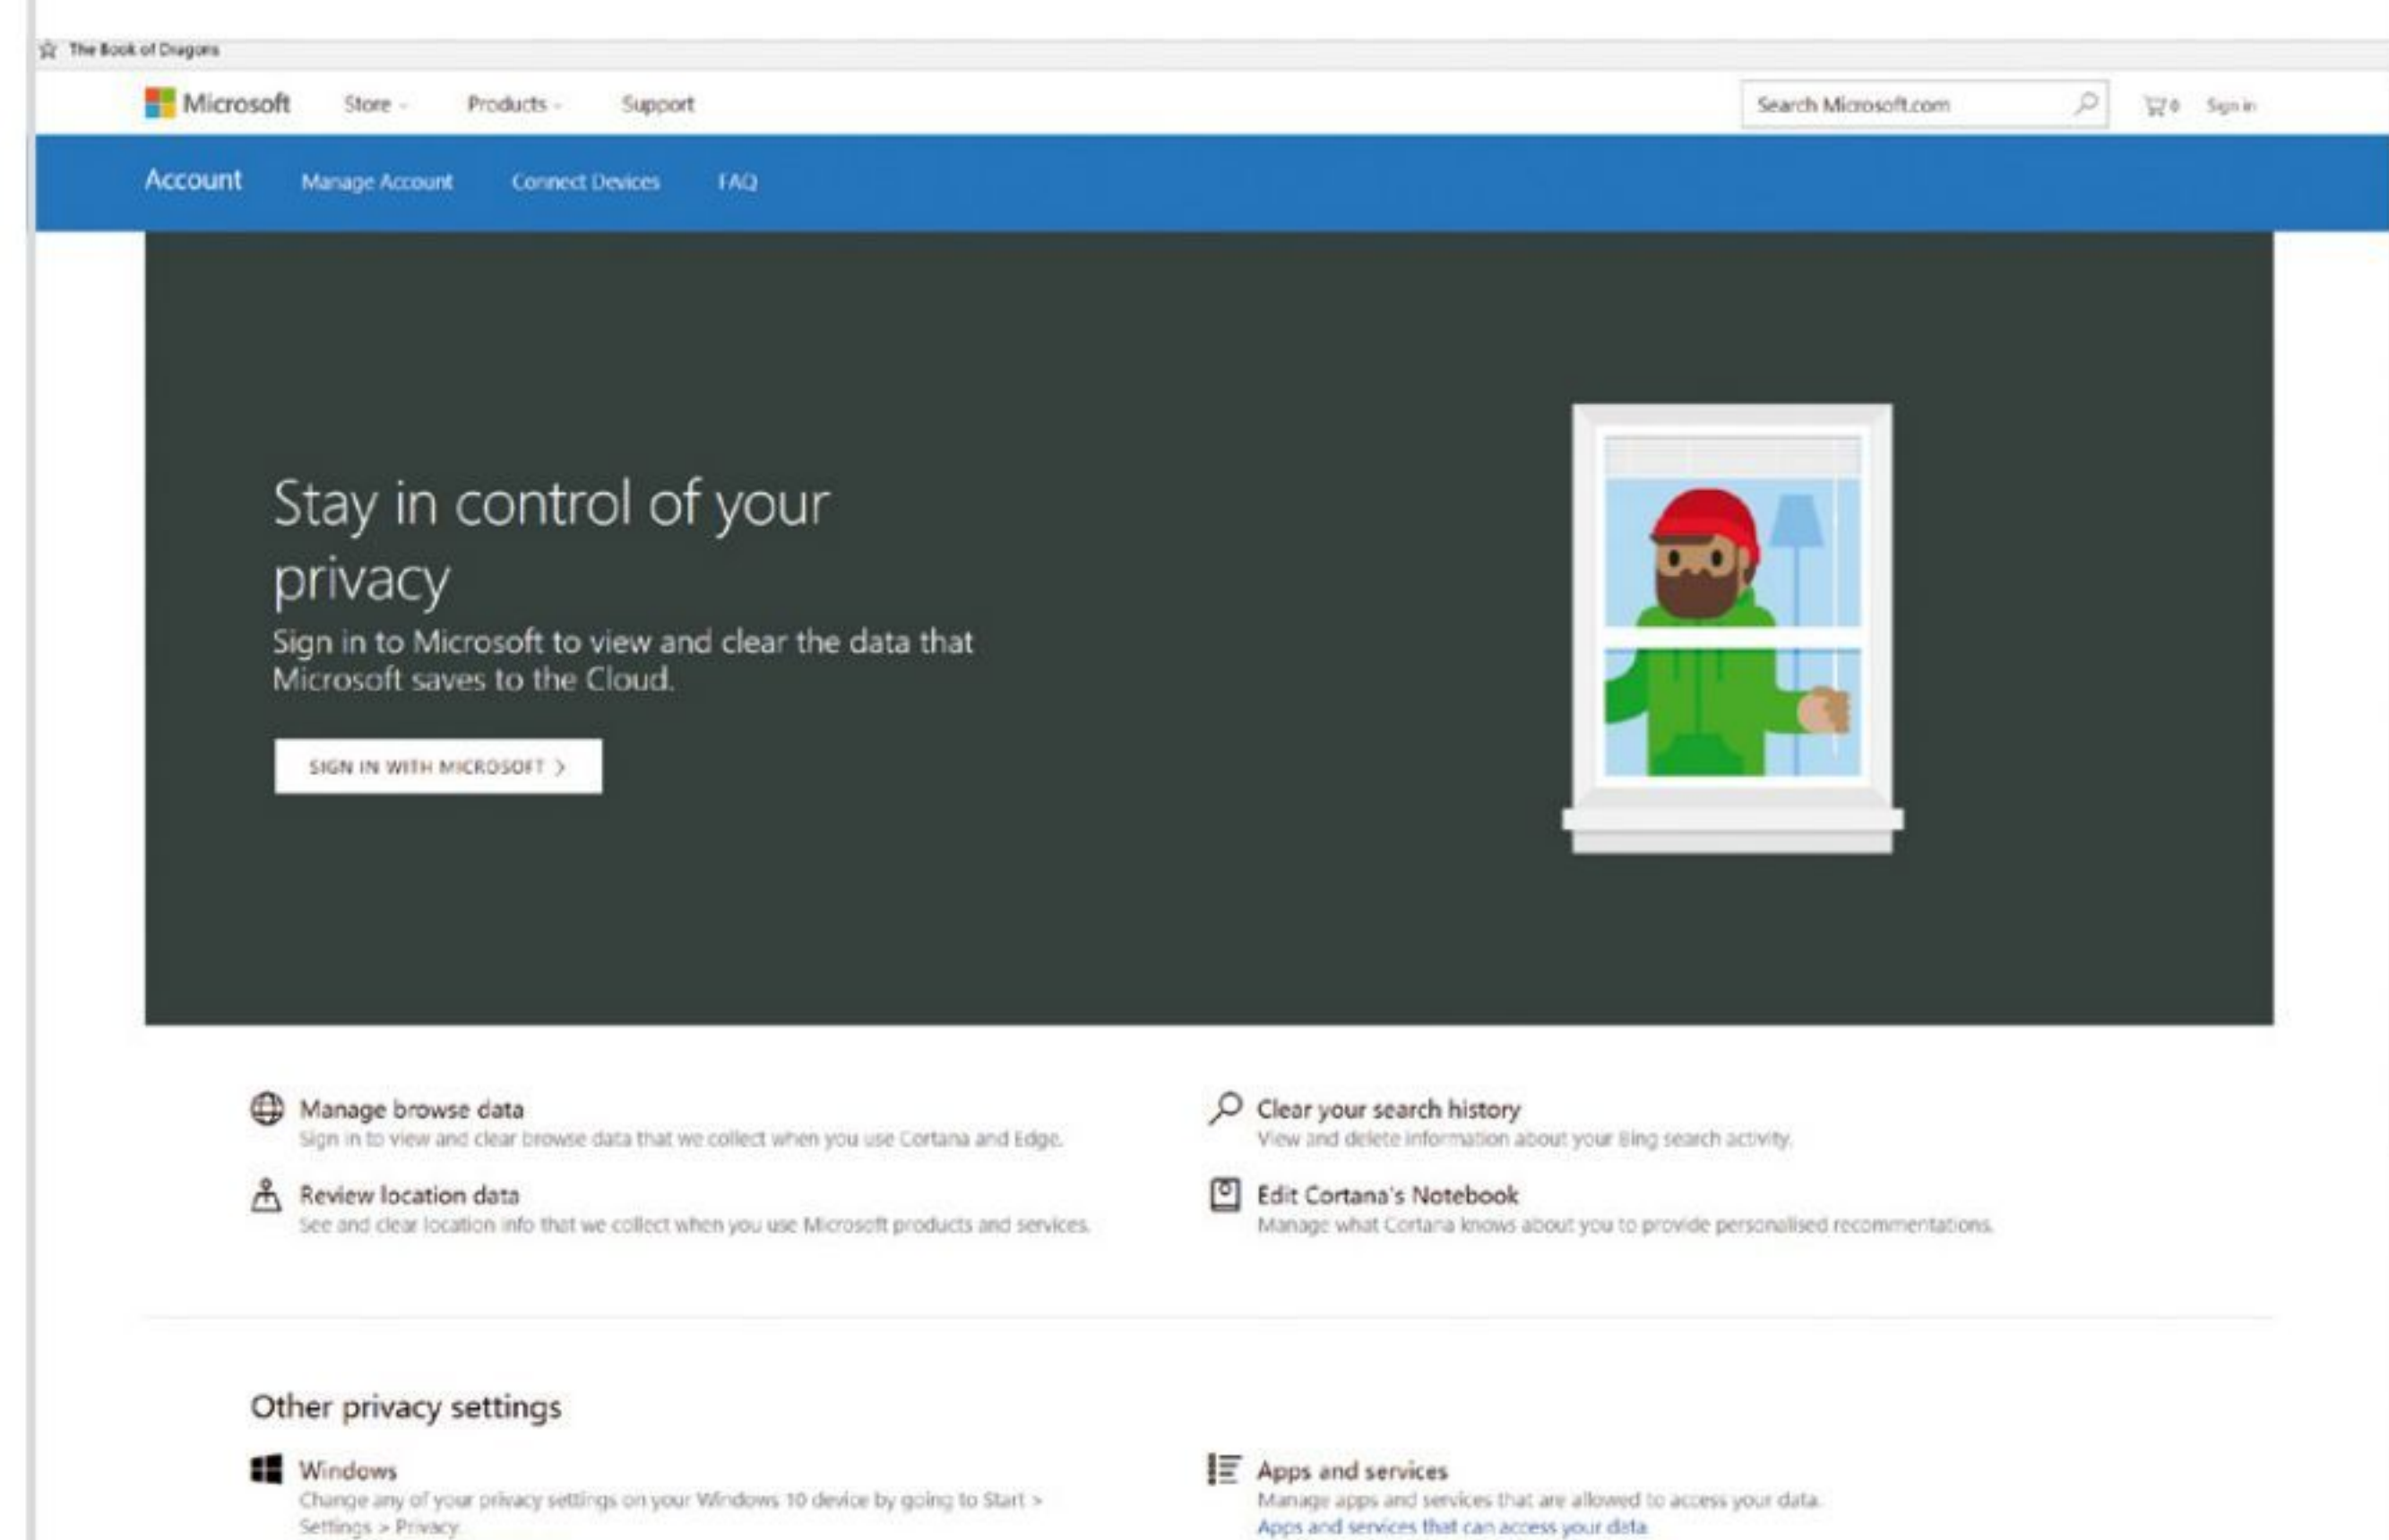 The Book of Dragons
Microsoft Store Products Support Search Microsoft.com 0 Sign in
Account Manage Account Connect Devices FAQ
Stay in control of your
privacy
Sign in to Microsoft to view and clear the data that
Microsoft saves to the Cloud.
SIGN IN WITH MICROSOFT >
Manage browse data
Sign in to view and clear browse data that we collect when you use Cortana and Edge.
Clear your search history
View and delete information about your Bing search activity.
Review location data
See and clear location info that we collect when you use Microsoft products and services.
Edit Cortana's Notebook
Manage what Cortana knows about you to provide personalised recommentations.
Other privacy settings
Windows
Change any of your privacy settings on your Windows 10 device by going to Start >
Settings > Privacy.
Apps and services
Manage apps and services that are allowed to access your data.
Apps and services that can access your data